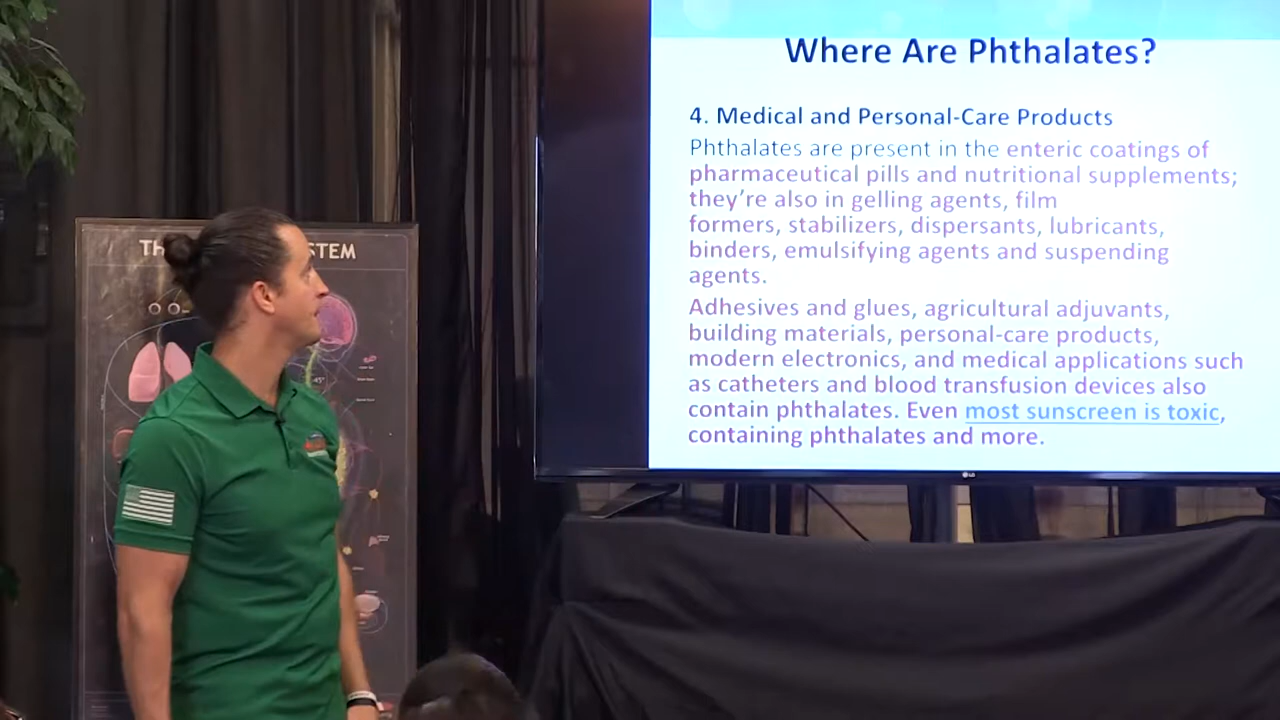 Where Are Phthalates?
4. Medical and Personal-Care Products
Phthalates are present in the enteric coatings of
pharmaceutical pills and nutritional supplements;
they're also in gelling agents, film
formers, stabilizers, dispersants, lubricants,
binders, emulsifying agents and suspending
agents.
Adhesives and glues, agricultural adjuvants,
building materials, personal-care products,
modern electronics, and medical applications such
as catheters and blood transfusion devices also
contain phthalates. Even most sunscreen is toxic,
containing phthalates and more.
LG
TH STEM